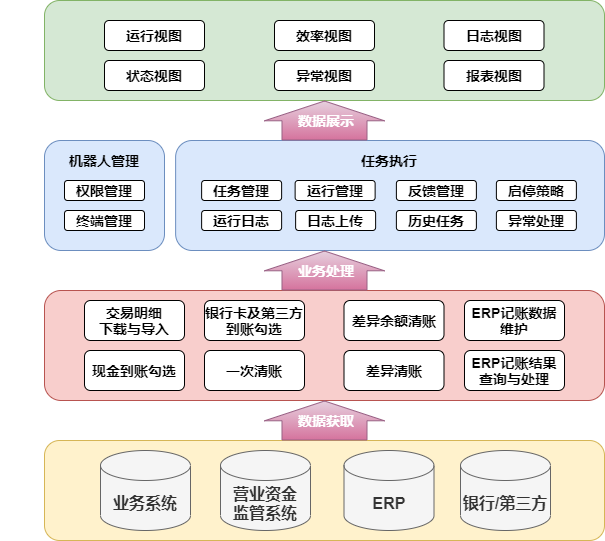 运行视图
效率视图
日志视图
状态视图
异常视图
报表视图
数据展示
机器人管理
权限管理
终端管理
任务执行
任务管理
运行管理
反馈管理
启停策略
运行日志
日志上传
历史任务
异常处理
业务处理
交易明细
下载与导入
银行卡及第三方
到账勾选
差异余额清账
ERP记账数据
维护
现金到账勾选
一次清账
差异清账
ERP记账结果
查询与处理
数据获取
业务系统
营业资金
监管系统
ERP
银行/第三方